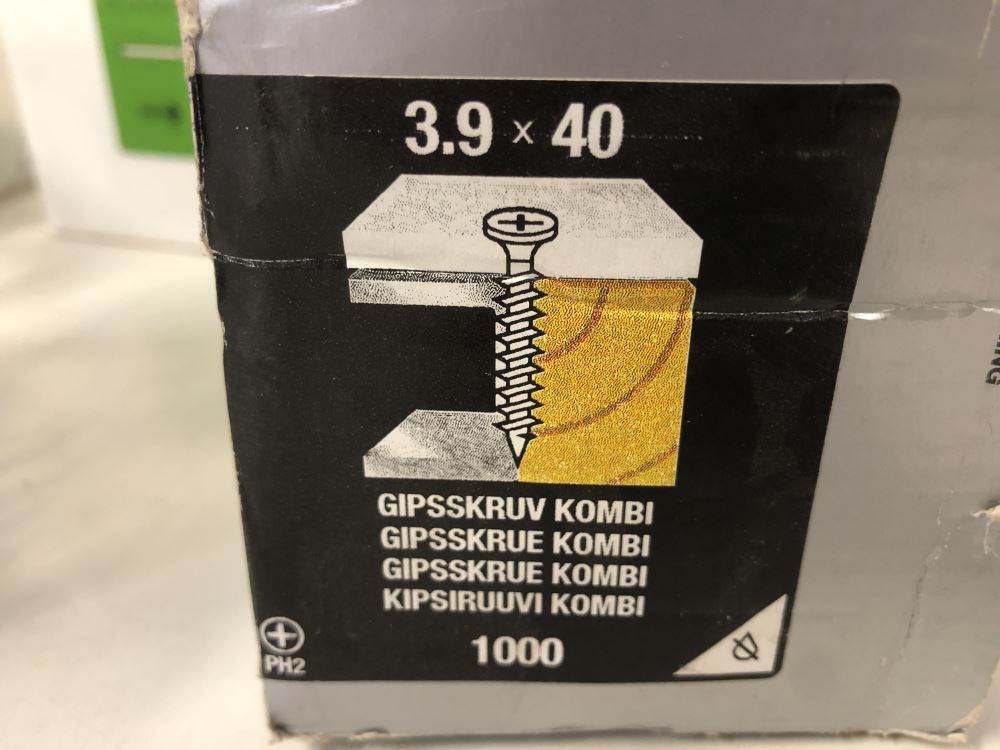 3.9 x 40
GIPSSKRUV KOMBI
GIPSSKRUE KOMBI
GIPSSKRUE KOMBI
KIPSIRUUVI KOMBI
1000
PH2